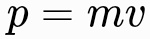 p = mv